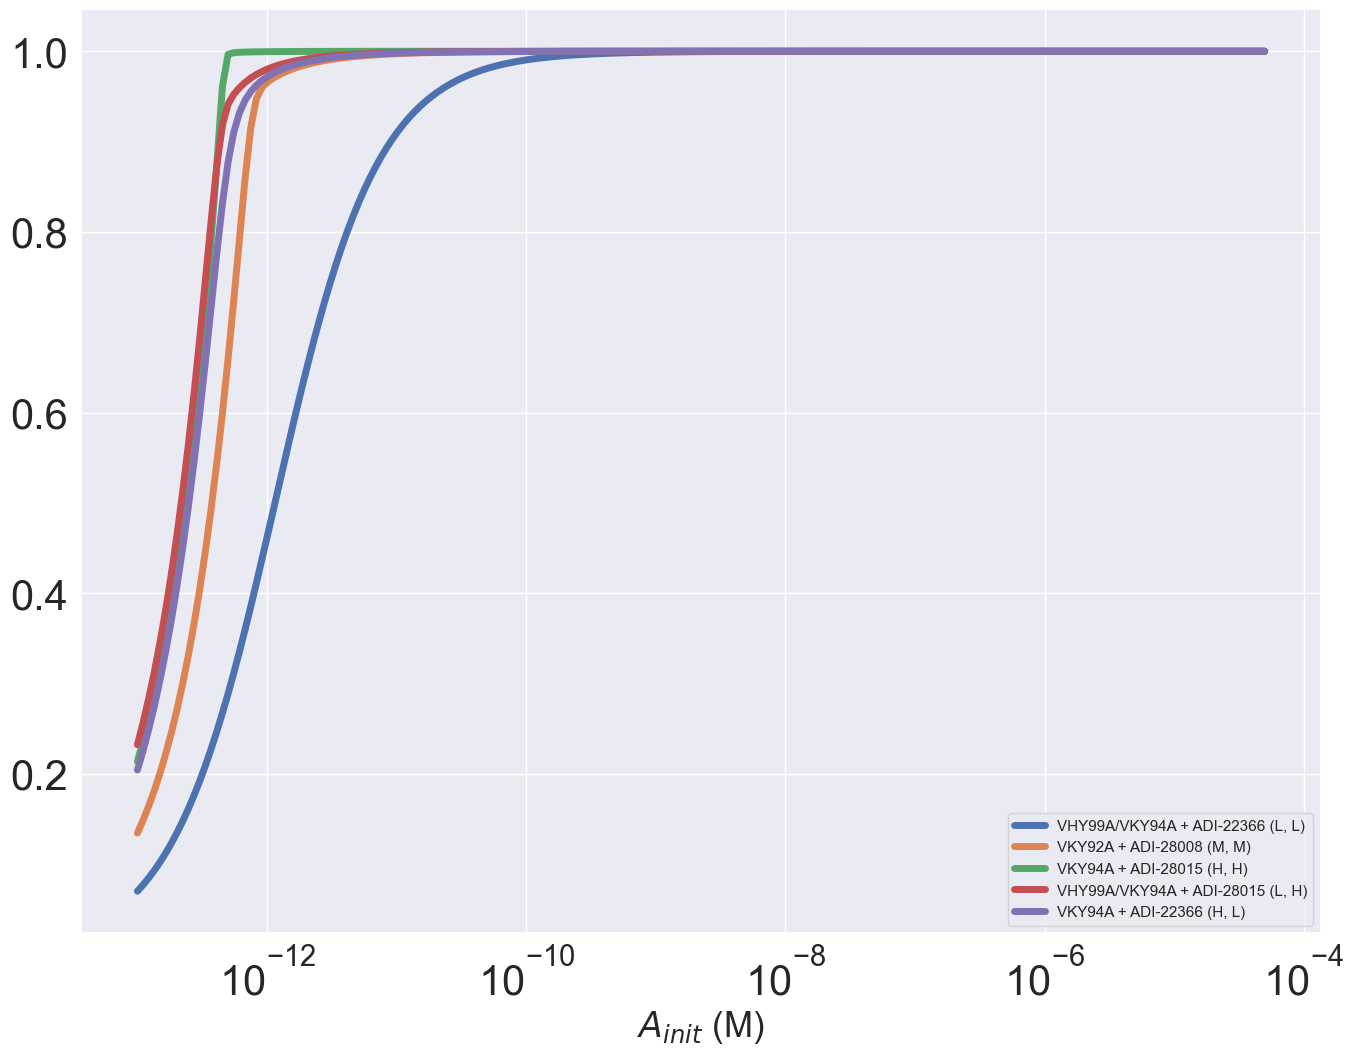 1.0
0.8
0.6
0.4
0.2
10−12 10−10 10−8 10−6 10−4
Ainit (M)
VHY99A/VKY94A + ADI-22366 (L, L)
VKY92A + ADI-28008 (M, M)
VKY94A + ADI-28015 (H, H)
VHY99A/VKY94A + ADI-28015 (L, H)
VKY94A + ADI-22366 (H, L)